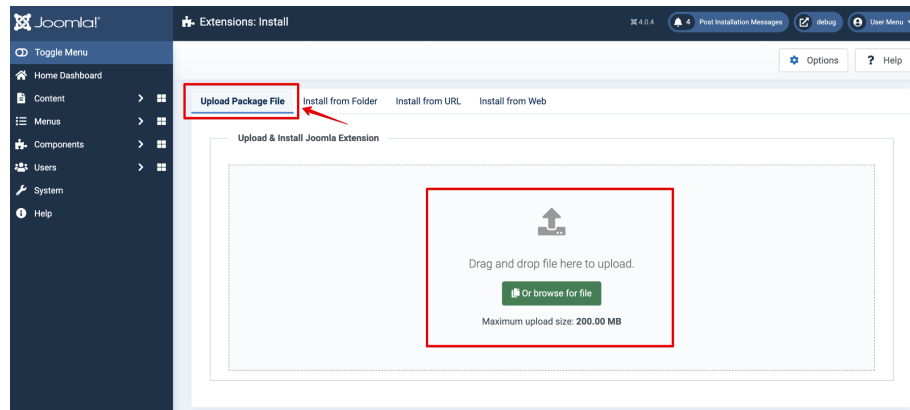 Joomla!®
Extensions: Install
4.0.4
4 Post Installation Messages
debug
User Menu
Toggle Menu
Home Dashboard
Content
Menus
Components
Users
System
Help
Options
? Help
Upload Package File
Install from Folder
Install from URL
Install from Web
Upload & Install Joomla Extension
Drag and drop file here to upload.
Or browse for file
Maximum upload size: 200.00 MB